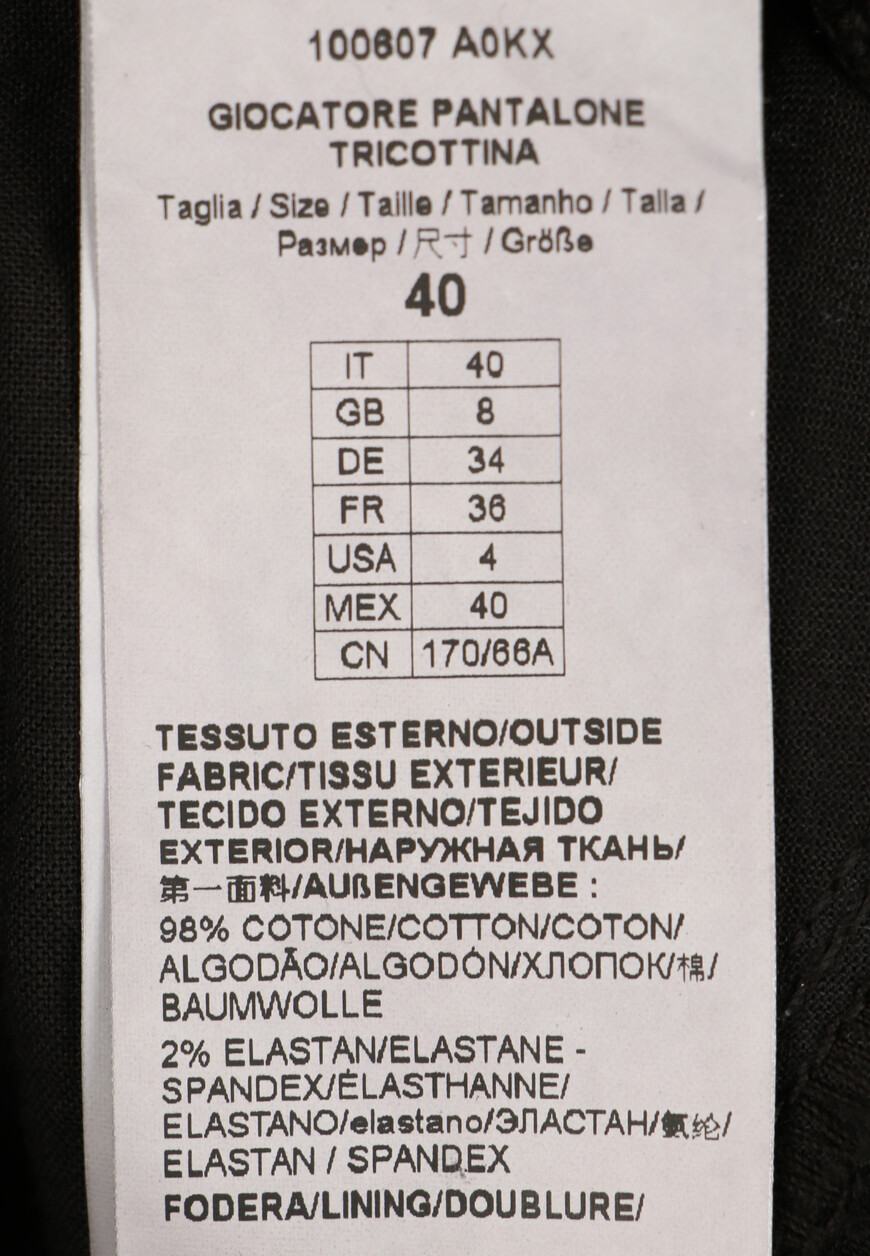 100607 A0KX
GIOCATORE PANTALONE
TRICOTTINA
Taglia / Size / Taille / Tamanho / Talla /
Размер / 尺寸 / Größe
40
IT 40
GB 8
DE 34
FR 36
USA 4
MEX 40
CN 170/66A
TESSUTO ESTERNO/OUTSIDE
FABRIC/TISSU EXTERIEUR/
TECIDO EXTERNO/TEJIDO
EXTERIOR/НАРУЖНАЯ ТКАНЬ/
第一面料/AUßENGEWEBE :
98% COTONE/COTTON/COTON/
ALGODÃO/ALGODÓN/ХЛОПОК/棉/
BAUMWOLLE
2% ELASTAN/ELASTANE -
SPANDEX/ÉLASTHANNE/
ELASTANO/elastano/ЭЛАСТАН/氨纶/
ELASTAN / SPANDEX
FODERA/LINING/DOUBLURE/